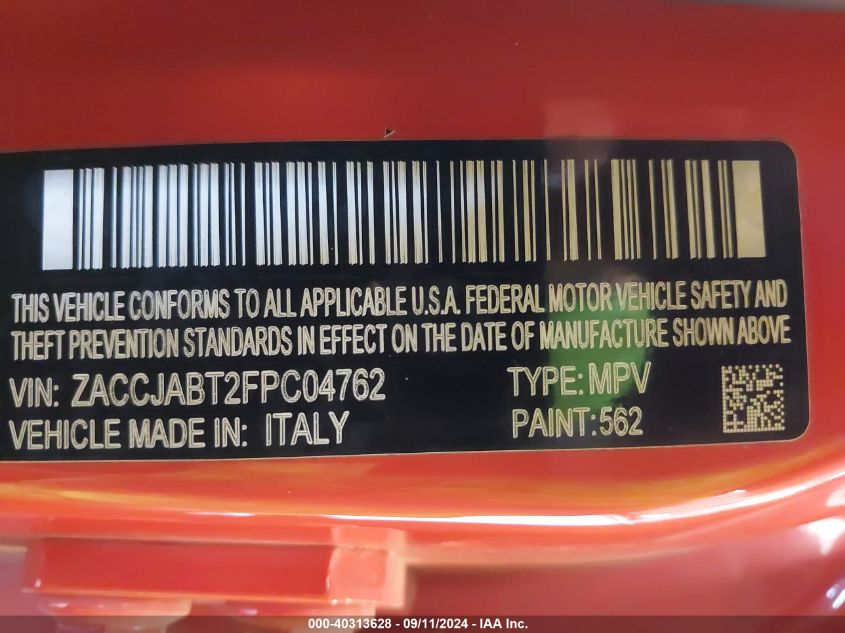 THIS VEHICLE CONFORMS TO ALL APPLICABLE U.S.A. FEDERAL MOTOR VEHICLE SAFETY AND
THEFT PREVENTION STANDARDS IN EFFECT ON THE DATE OF MANUFACTURE SHOWN ABOVE
VIN: ZACCJABT2FPC04762 TYPE: MPV
VEHICLE MADE IN: ITALY PAINT:562
000-40313628 - 09/11/2024 - IAA Inc.